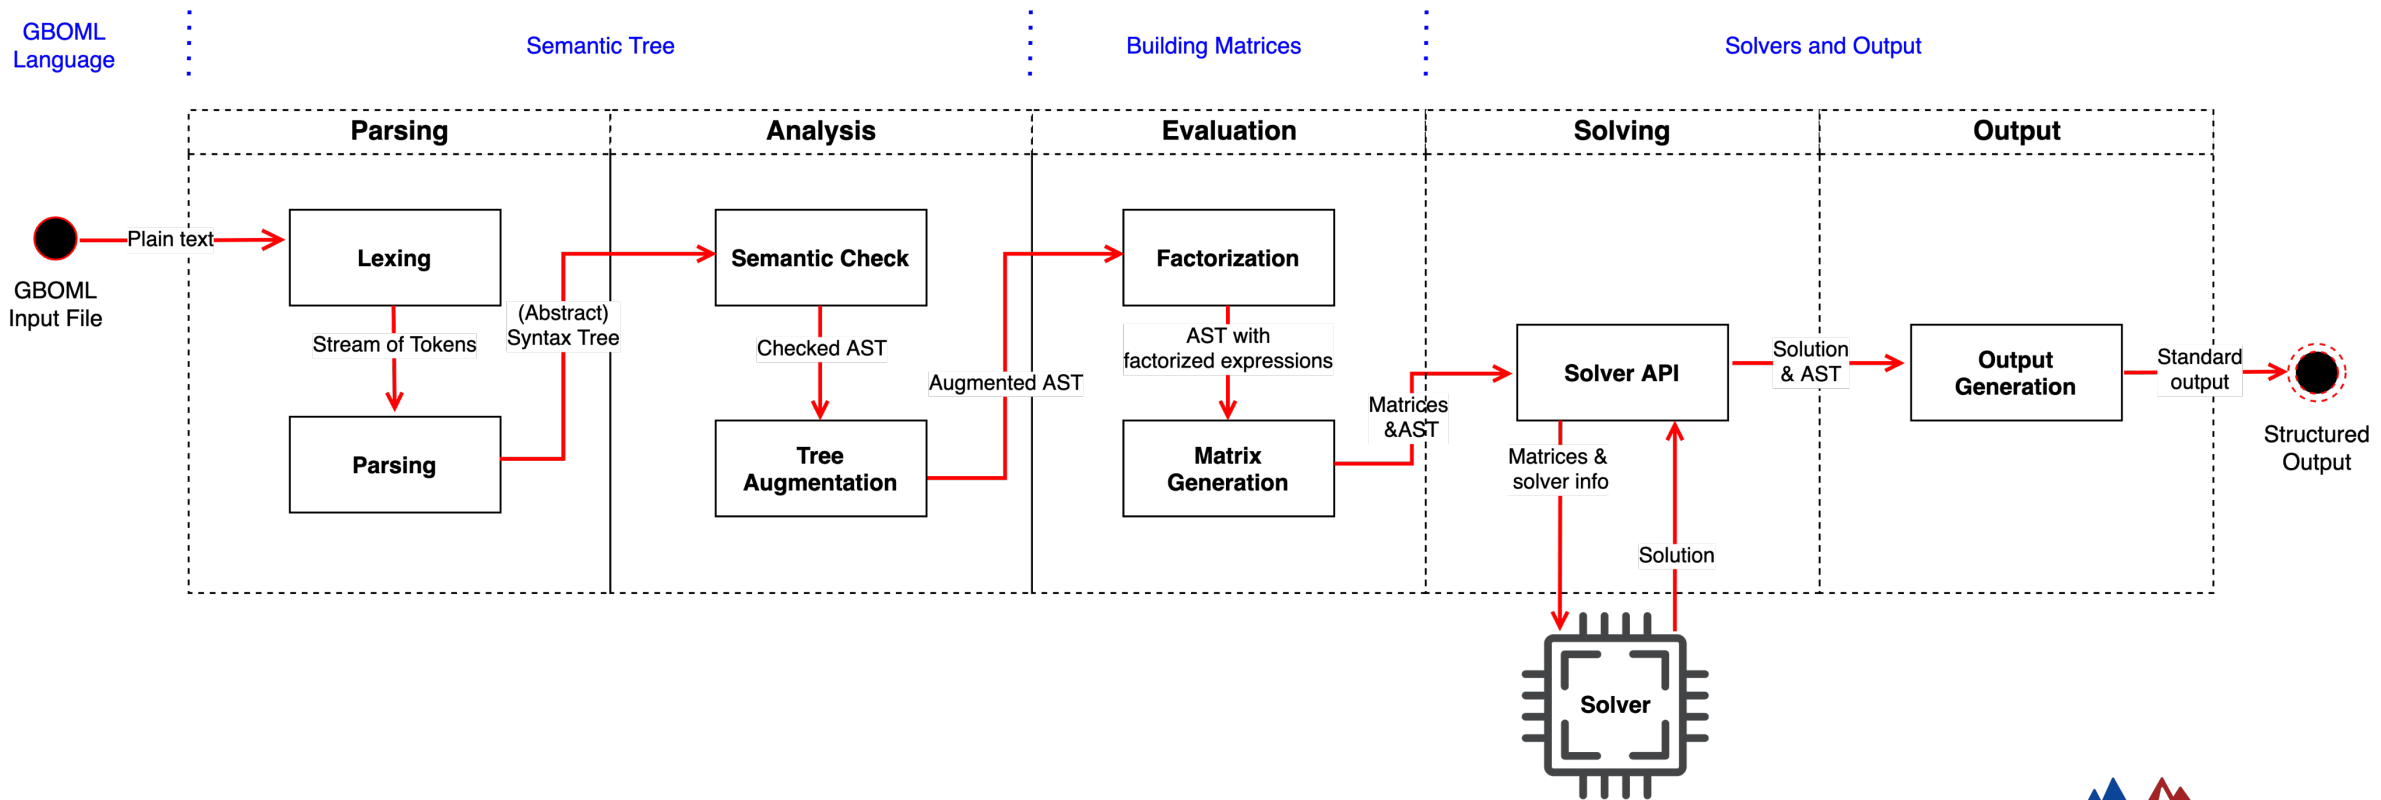 GBOML
Language
Semantic Tree
Building Matrices
Solvers and Output
Parsing
Analysis
Evaluation
Solving
Output
Plain text
GBOML
Input File
Lexing
Stream of Tokens
Parsing
(Abstract)
Syntax Tree
Semantic Check
Checked AST
Tree
Augmentation
Augmented AST
Factorization
AST with
factorized expressions
Matrix
Generation
Matrices
&AST
Solver API
Matrices &
solver info
Solution
Solver
Solution
& AST
Output
Generation
Standard
output
Structured
Output